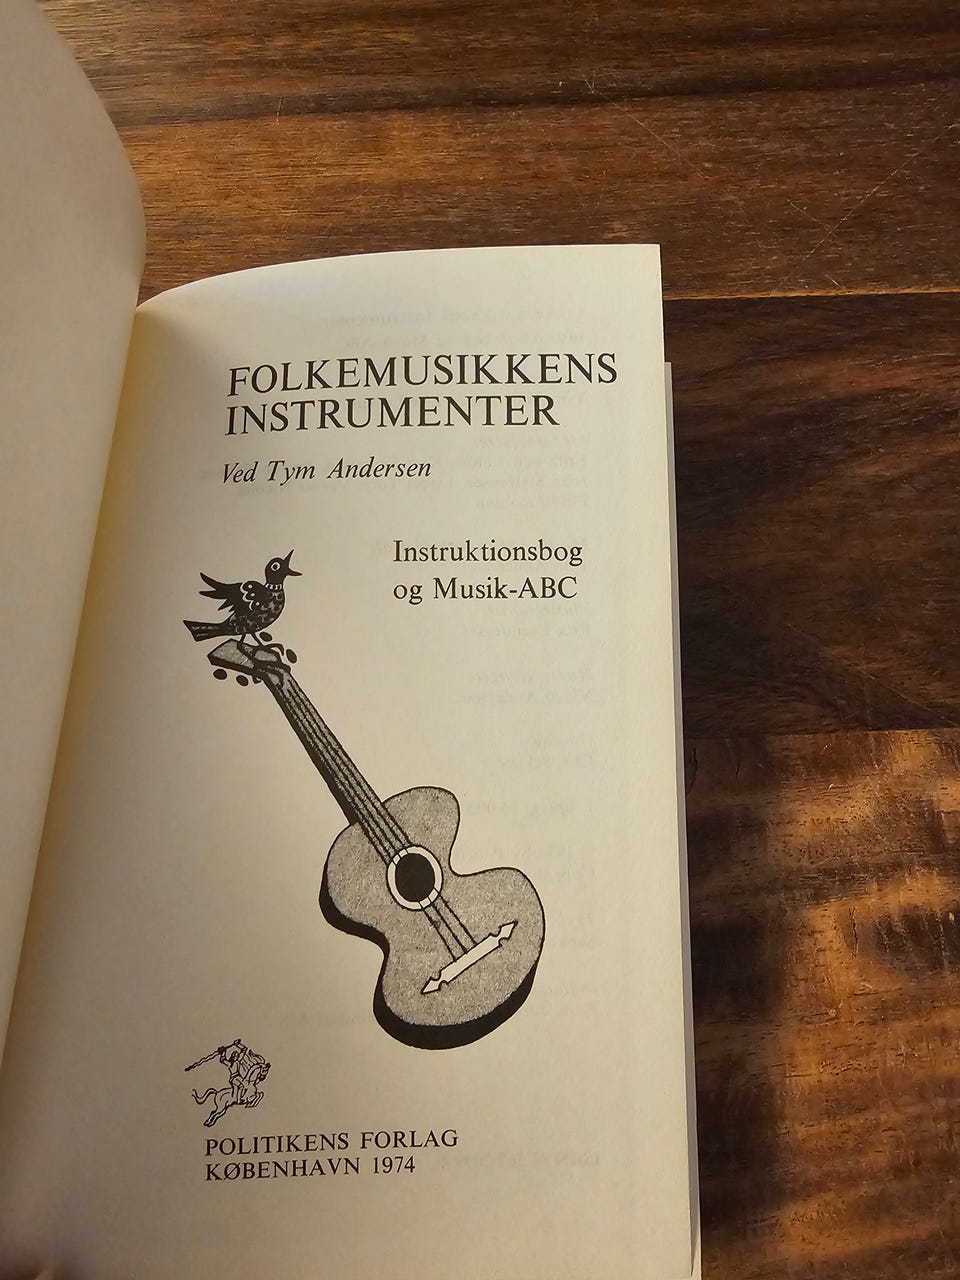 FOLKEMUSIKKENS
INSTRUMENTER
Ved Tym Andersen
Instruktionsbog
og Musik-ABC
POLITIKENS FORLAG
KØBENHAVN 1974